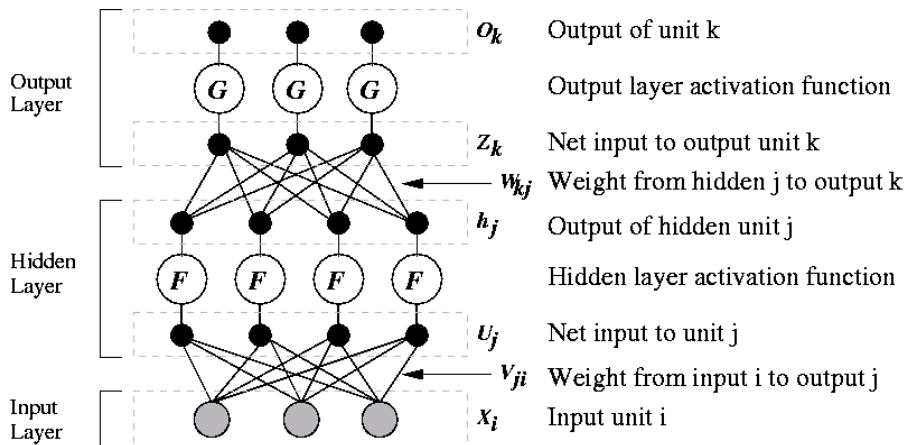 O_k Output of unit k
Output Layer
G G G Output layer activation function
Z_k Net input to output unit k
W_kj Weight from hidden j to output k
h_j Output of hidden unit j
Hidden Layer
F F F F Hidden layer activation function
U_j Net input to unit j
V_ji Weight from input i to output j
Input Layer
X_i Input unit i